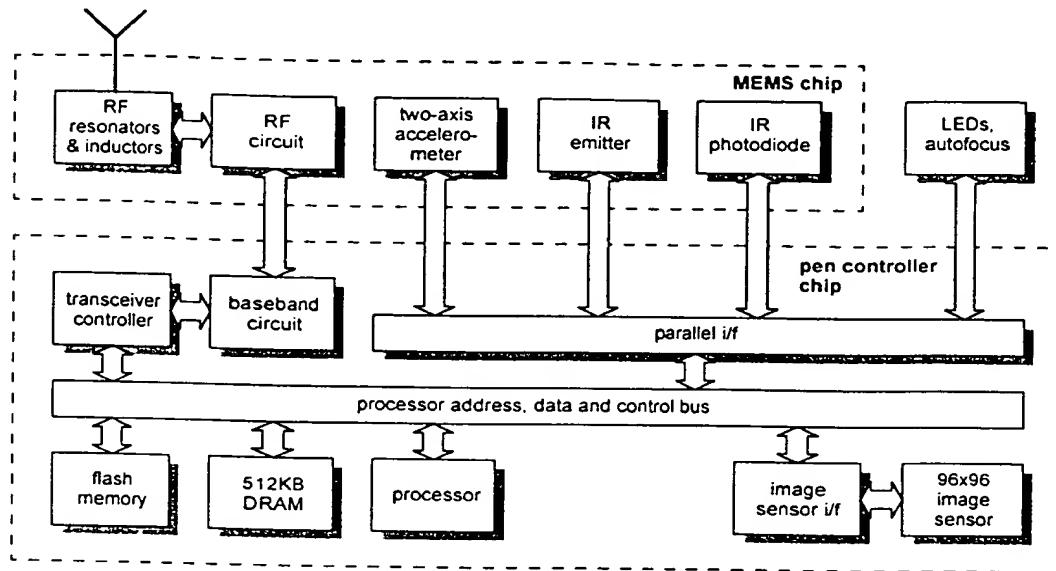 MEMS chip
RF
resonators
& inductors
RF
circuit
two-axis
accelero-
meter
IR
emitter
IR
photodiode
LEDs,
autofocus
pen controller
chip
transceiver
controller
baseband
circuit
parallel i/f
processor address, data and control bus
flash
memory
512KB
DRAM
processor
image
sensor i/f
96x96
image
sensor